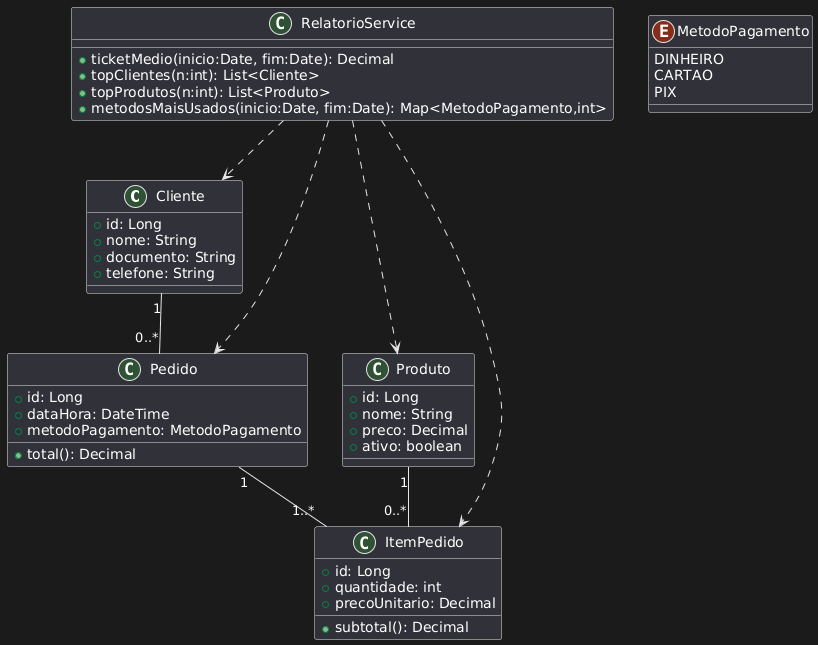 C RelatorioService
ticketMedio(inicio:Date, fim:Date): Decimal
topClientes(n:int): List<Cliente>
topProdutos(n:int): List<Produto>
metodosMaisUsados(inicio:Date, fim:Date): Map<MetodoPagamento,int>
E MetodoPagamento
DINHEIRO
CARTAO
PIX
C Cliente
id: Long
nome: String
documento: String
telefone: String
1
0..*
C Pedido
id: Long
dataHora: DateTime
metodoPagamento: MetodoPagamento
total(): Decimal
C Produto
id: Long
nome: String
preco: Decimal
ativo: boolean
1
1..*
1
0..*
C ItemPedido
id: Long
quantidade: int
precoUnitario: Decimal
subtotal(): Decimal